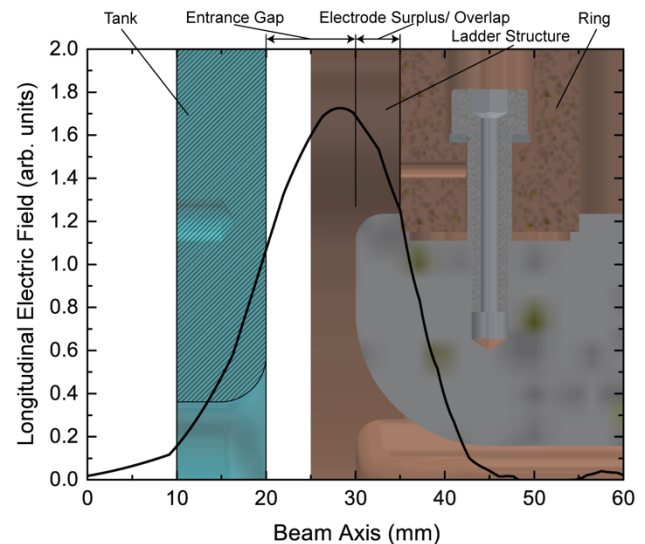 Tank
Entrance Gap
Electrode Surplus/ Overlap
Ladder Structure
Ring
Longitudinal Electric Field (arb. units)
2.0
1.8
1.6
1.4
1.2
1.0
0.8
0.6
0.4
0.2
0.0
0
10
20
30
40
50
60
Beam Axis (mm)